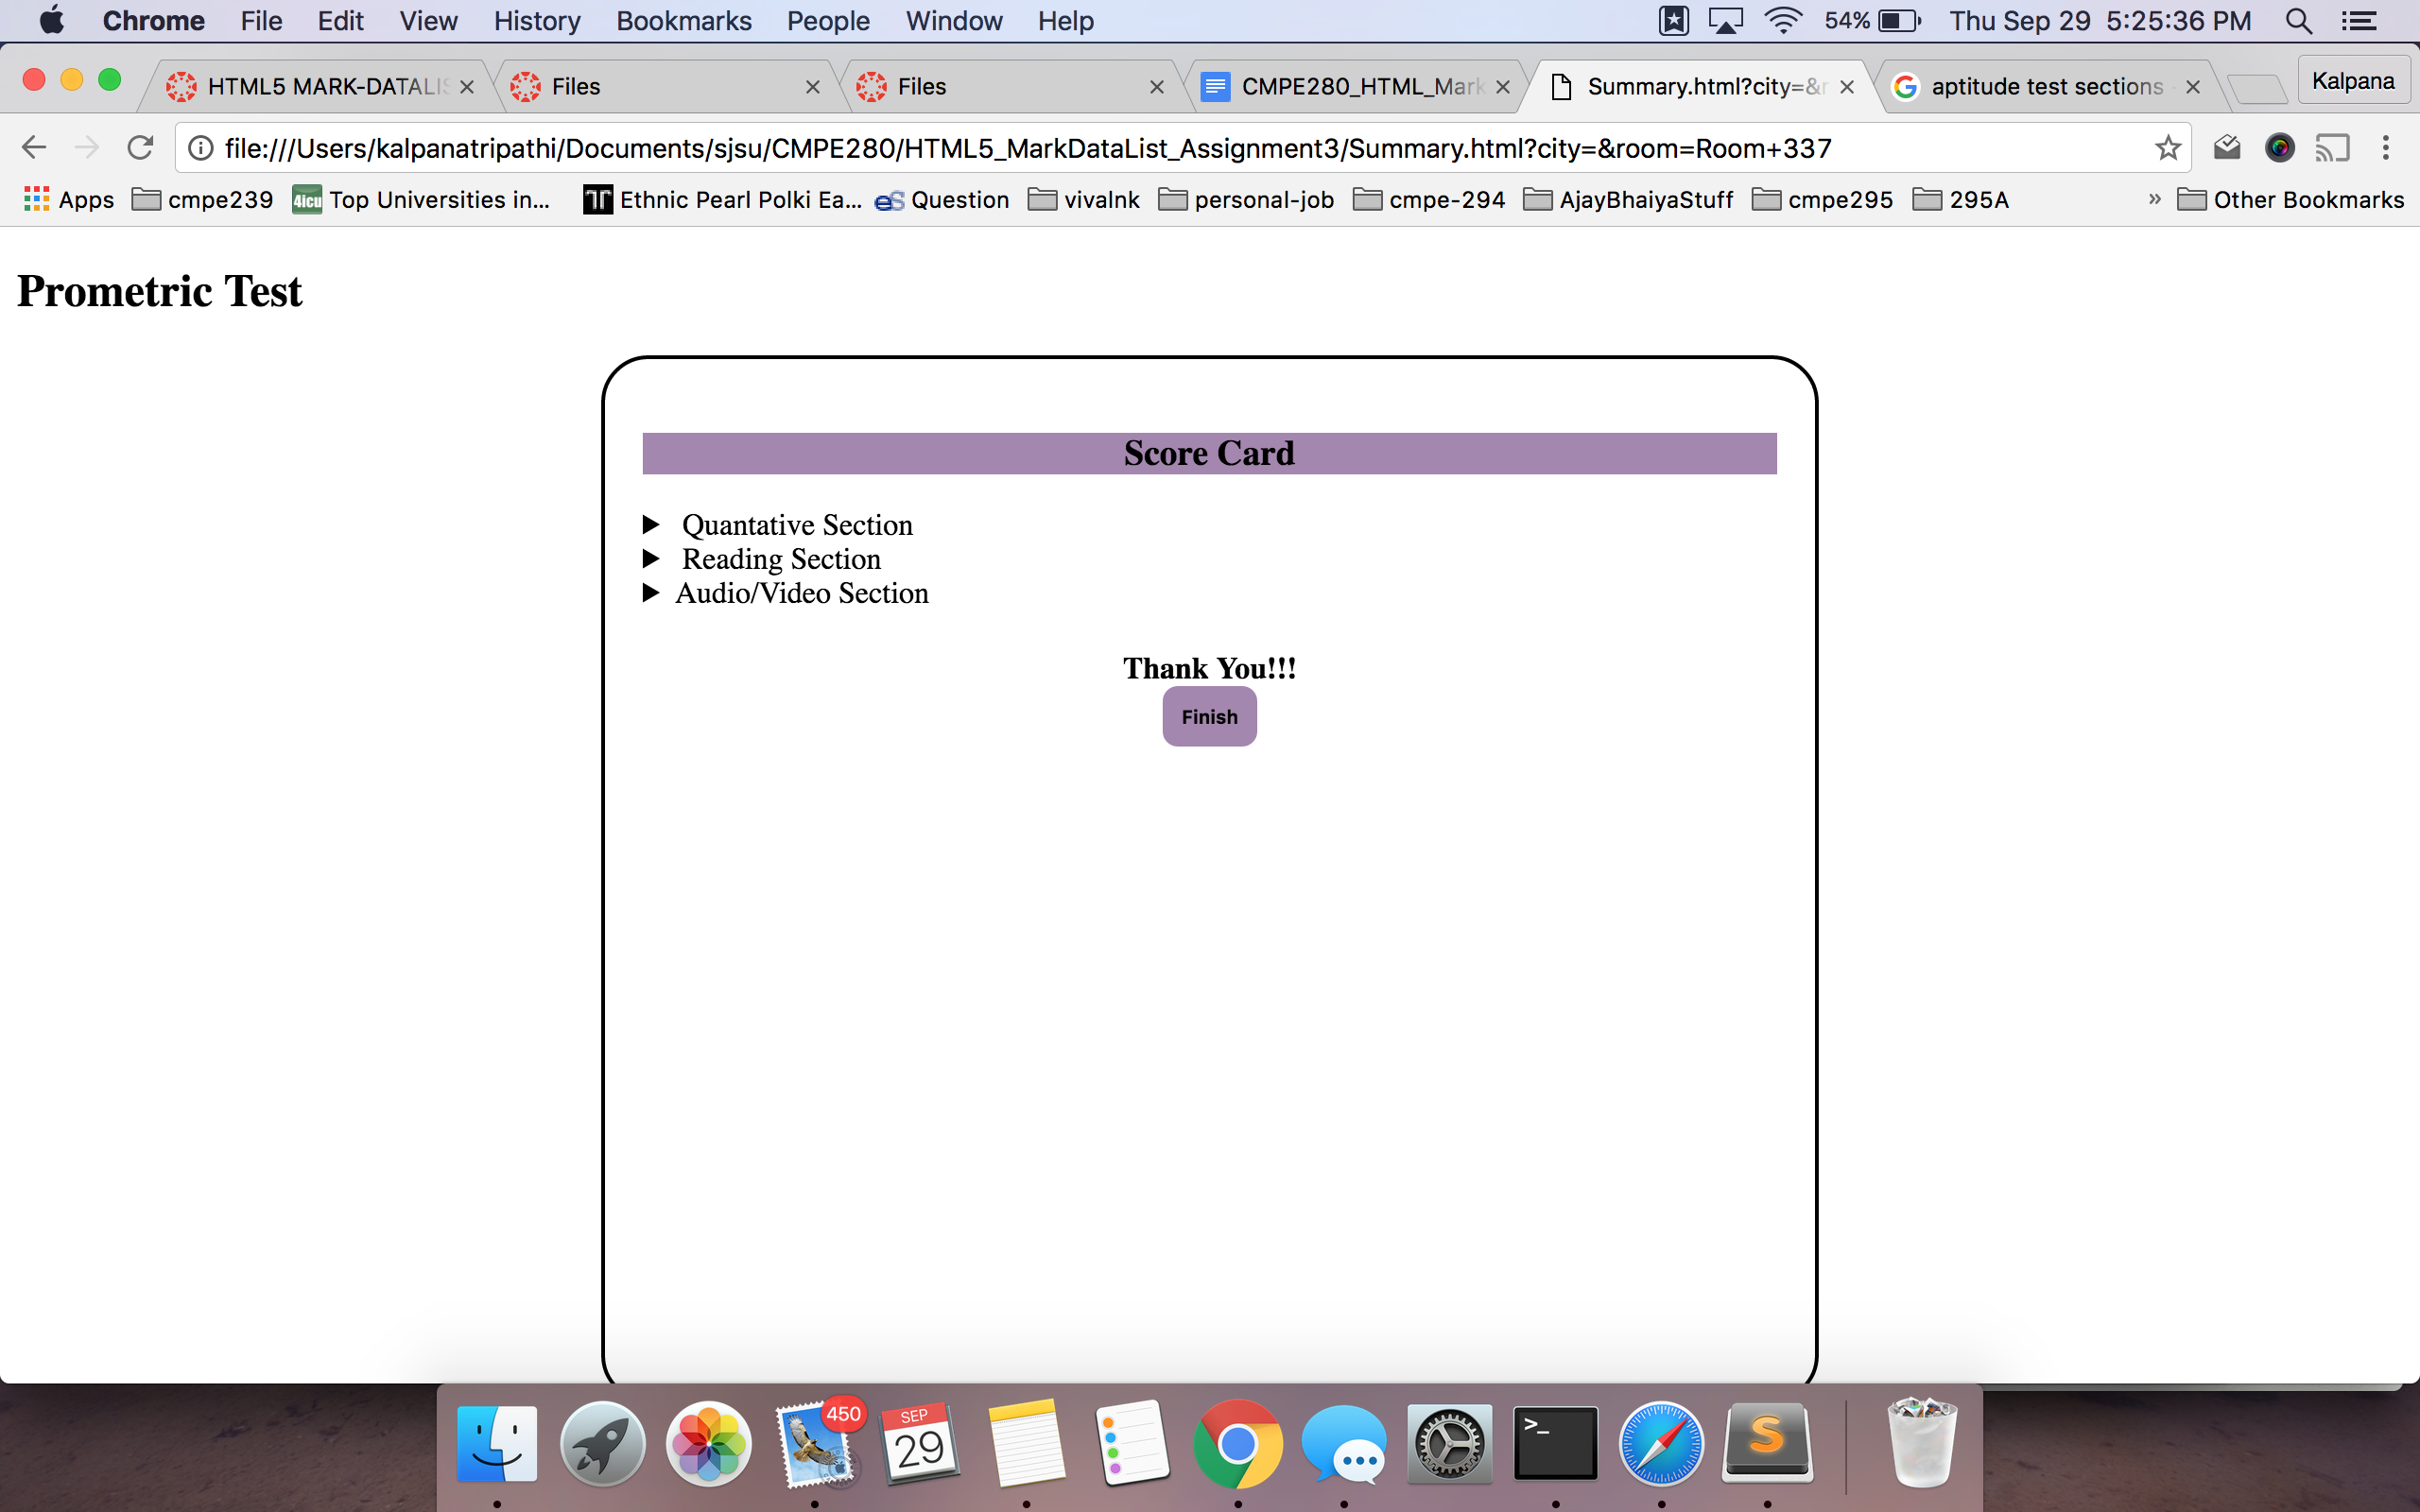 Chrome File Edit View History Bookmarks People Window Help 54% Thu Sep 29 5:25:36 PM
HTML5 MARK-DATALIS Files Files CMPE280_HTML_Mark Summary.html?city=&r aptitude test sections Kalpana
file:///Users/kalpanatripathi/Documents/sjsu/CMPE280/HTML5_MarkDataList_Assignment3/Summary.html?city=&room=Room+337
Apps cmpe239 4icu Top Universities in... Ethnic Pearl Polki Ea... eS Question vivalnk personal-job cmpe-294 AjayBhaiyaStuff cmpe295 295A » Other Bookmarks
Prometric Test
Score Card
Quantative Section
Reading Section
Audio/Video Section
Thank You!!!
Finish
450
SEP
29
>_
S